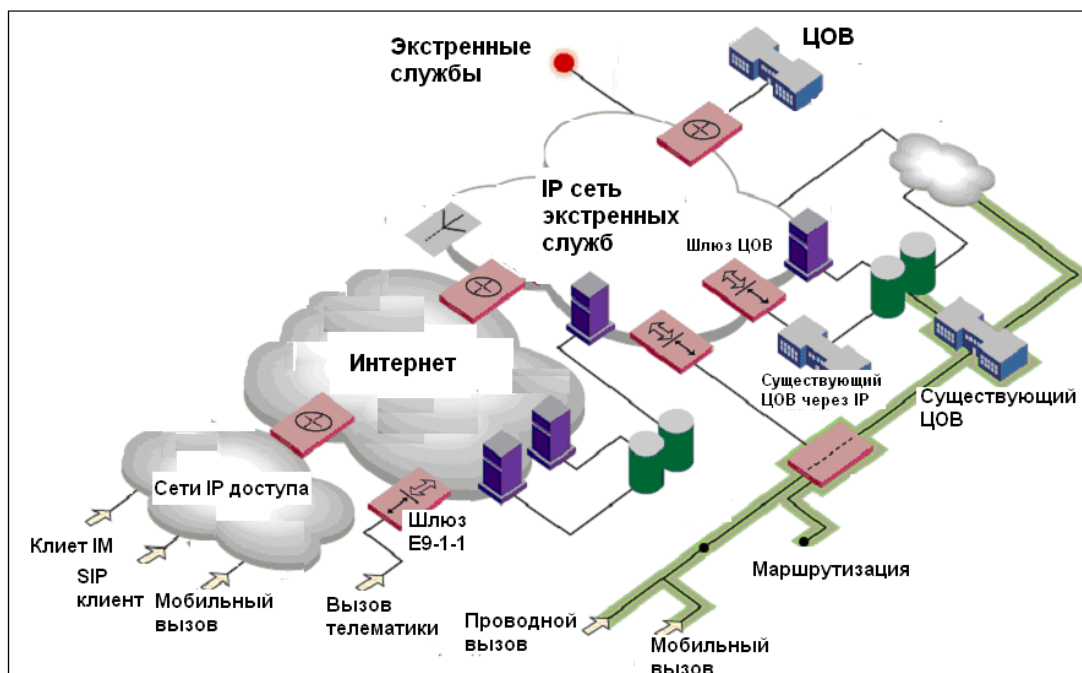 Экстренные
службы
ЦОВ
IP сеть
экстренных
служб
Шлюз ЦОВ
Интернет
Существующий
ЦОВ через IP
Существующий
ЦОВ
Сети IP доступа
Шлюз
E9-1-1
Клиет IM
SIP
клиент
Мобильный
вызов
Вызов
телематики
Проводной
вызов
Мобильный
вызов
Маршрутизация